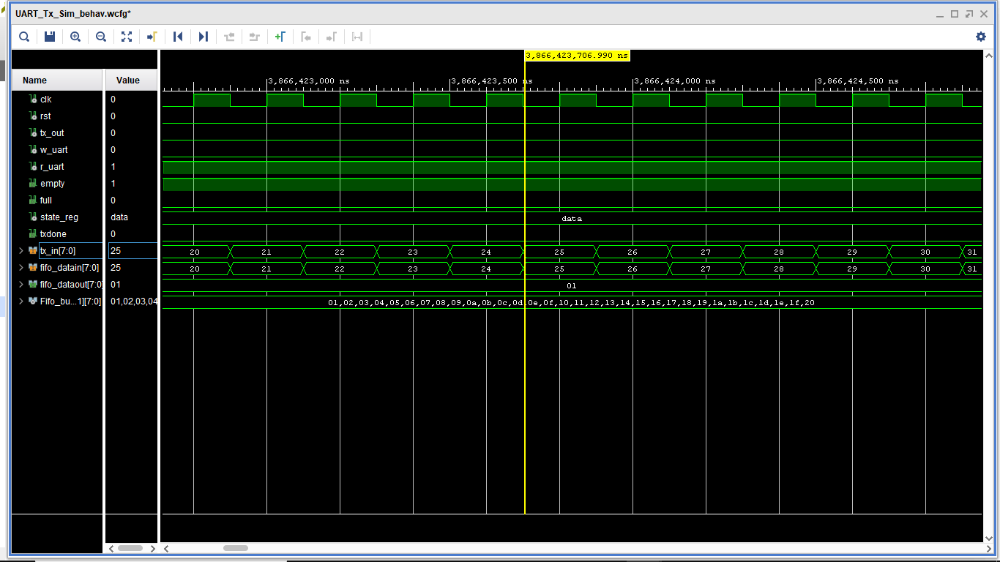 UART_Tx_Sim_behav.wcfg*
3,866,423,706.990 ns
Name Value
3,866,423,000 ns 3,866,423,500 ns 3,866,424,000 ns 3,866,424,500 ns
clk 0
rst 0
tx_out 0
w_uart 0
r_uart 1
empty 1
full 0
state_reg data data
txdone 0
tx_in[7:0] 25 20 21 22 23 24 25 26 27 28 29 30 31
fifo_datain[7:0] 25 20 21 22 23 24 25 26 27 28 29 30 31
fifo_dataout[7:0 01 01
Fifo_bu...1][7:0] 01,02,03,04 01,02,03,04,05,06,07,08,09,0a,0b,0c,0d,0e,0f,10,11,12,13,14,15,16,17,18,19,1a,1b,1c,1d,1e,1f,20